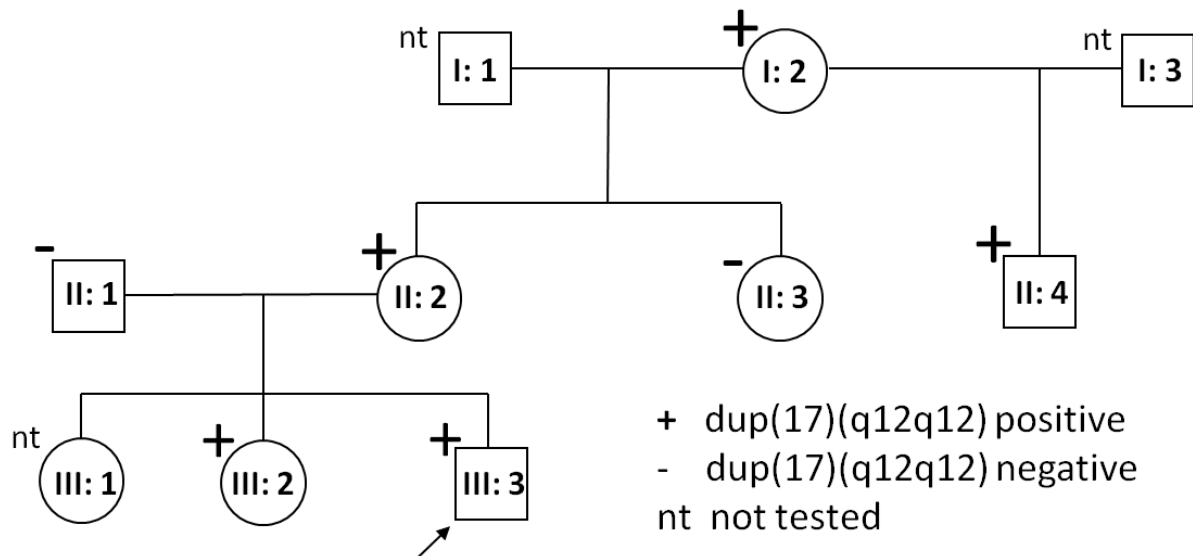 nt + nt
I: 1 I: 2 I: 3
- + - +
II: 1 II: 2 II: 3 II: 4
nt + +
III: 1 III: 2 III: 3
+ dup(17)(q12q12) positive
- dup(17)(q12q12) negative
nt not tested